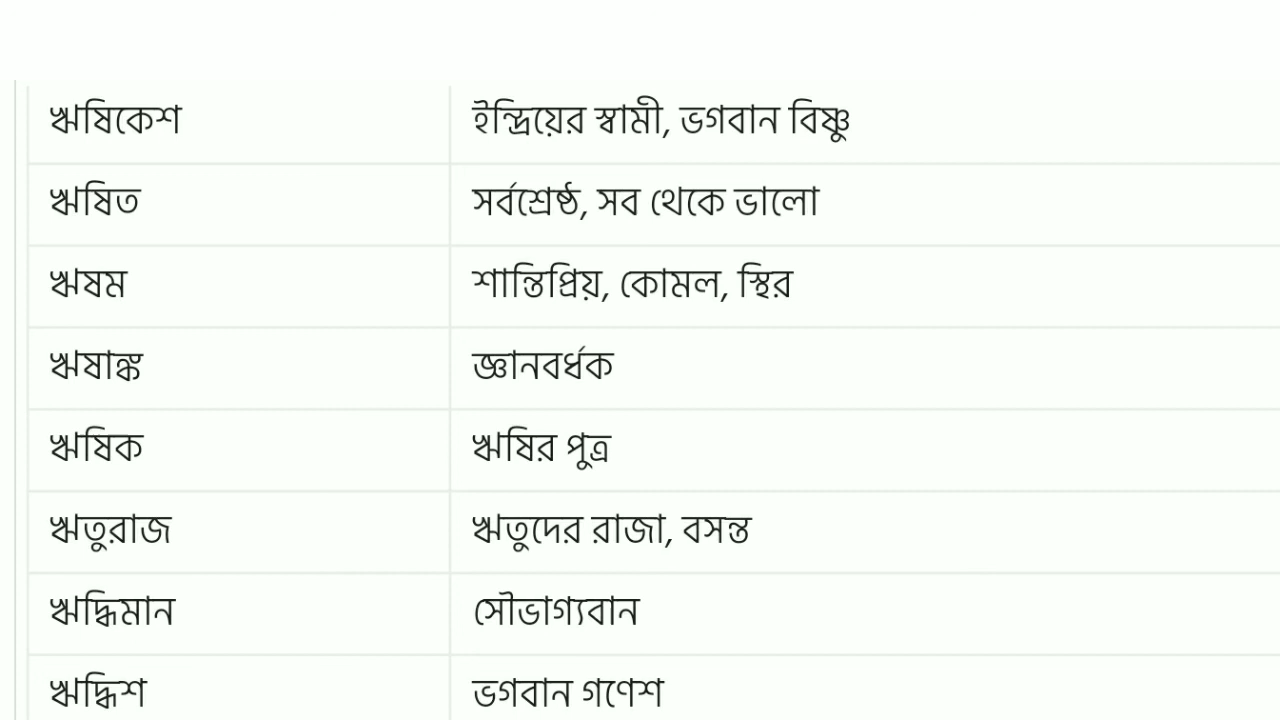 ঋষিকেশ ইন্দ্রিয়ের স্বামী, ভগবান বিষ্ণু
ঋষিত সর্বশ্রেষ্ঠ, সব থেকে ভালো
ঋষম শান্তিপ্রিয়, কোমল, স্থির
ঋষাঙ্ক জ্ঞানবর্ধক
ঋষিক ঋষির পুত্র
ঋতুরাজ ঋতুদের রাজা, বসন্ত
ঋদ্ধিমান সৌভাগ্যবান
ঋদ্ধিশ ভগবান গণেশ